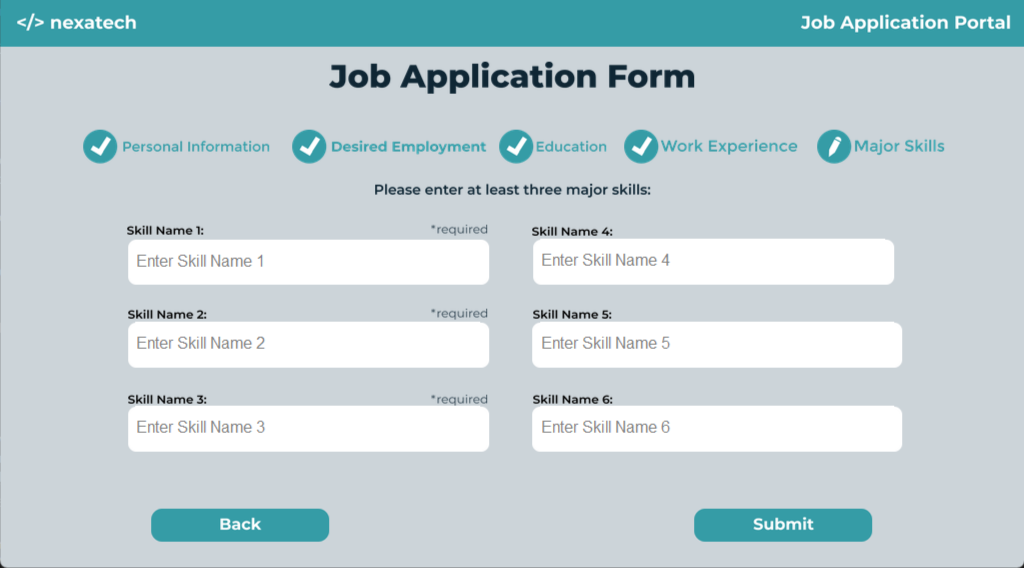 </> nexatech
Job Application Portal
Job Application Form
Personal Information
Desired Employment
Education
Work Experience
Major Skills
Please enter at least three major skills:
Skill Name 1:
*required
Enter Skill Name 1
Skill Name 4:
Enter Skill Name 4
Skill Name 2:
*required
Enter Skill Name 2
Skill Name 5:
Enter Skill Name 5
Skill Name 3:
*required
Enter Skill Name 3
Skill Name 6:
Enter Skill Name 6
Back
Submit